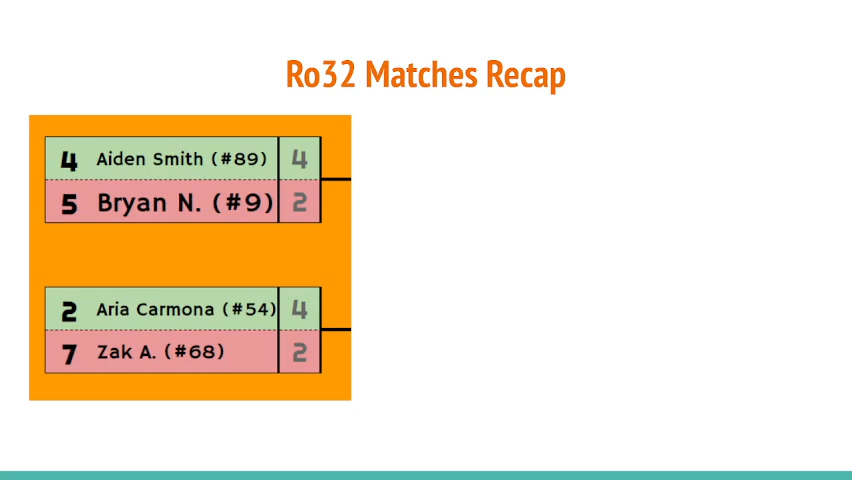 Ro32 Matches Recap
4 Aiden Smith (#89) 4
5 Bryan N. (#9) 2
2 Aria Carmona (#54) 4
7 Zak A. (#68) 2